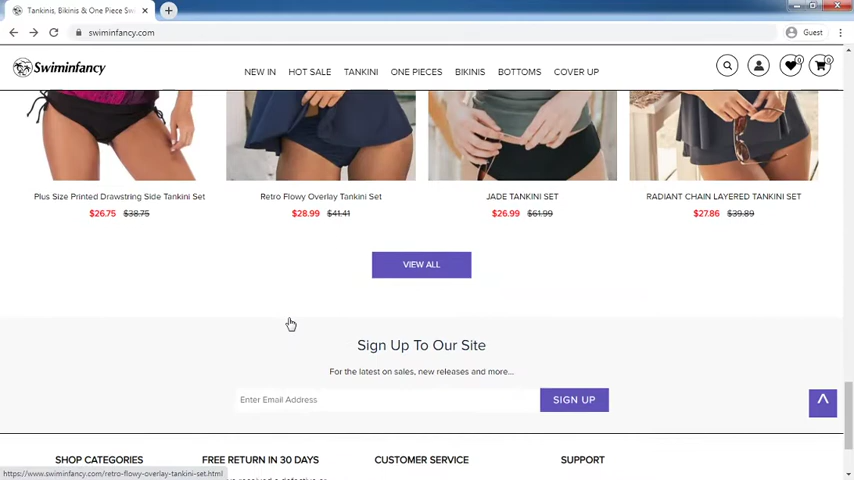 Tankinis, Bikinis & One Piece Sw
swiminfancy.com
Guest
Swiminfancy
NEW IN HOT SALE TANKINI ONE PIECES BIKINIS BOTTOMS COVER UP
0
0
Plus Size Printed Drawstring Side Tankini Set
$26.75 $38.75
Retro Flowy Overlay Tankini Set
$28.99 $41.41
JADE TANKINI SET
$26.99 $61.99
RADIANT CHAIN LAYERED TANKINI SET
$27.86 $39.89
VIEW ALL
Sign Up To Our Site
For the latest on sales, new releases and more...
Enter Email Address
SIGN UP
SHOP CATEGORIES FREE RETURN IN 30 DAYS CUSTOMER SERVICE SUPPORT
https://www.swiminfancy.com/retro-flowy-overlay-tankini-set.html